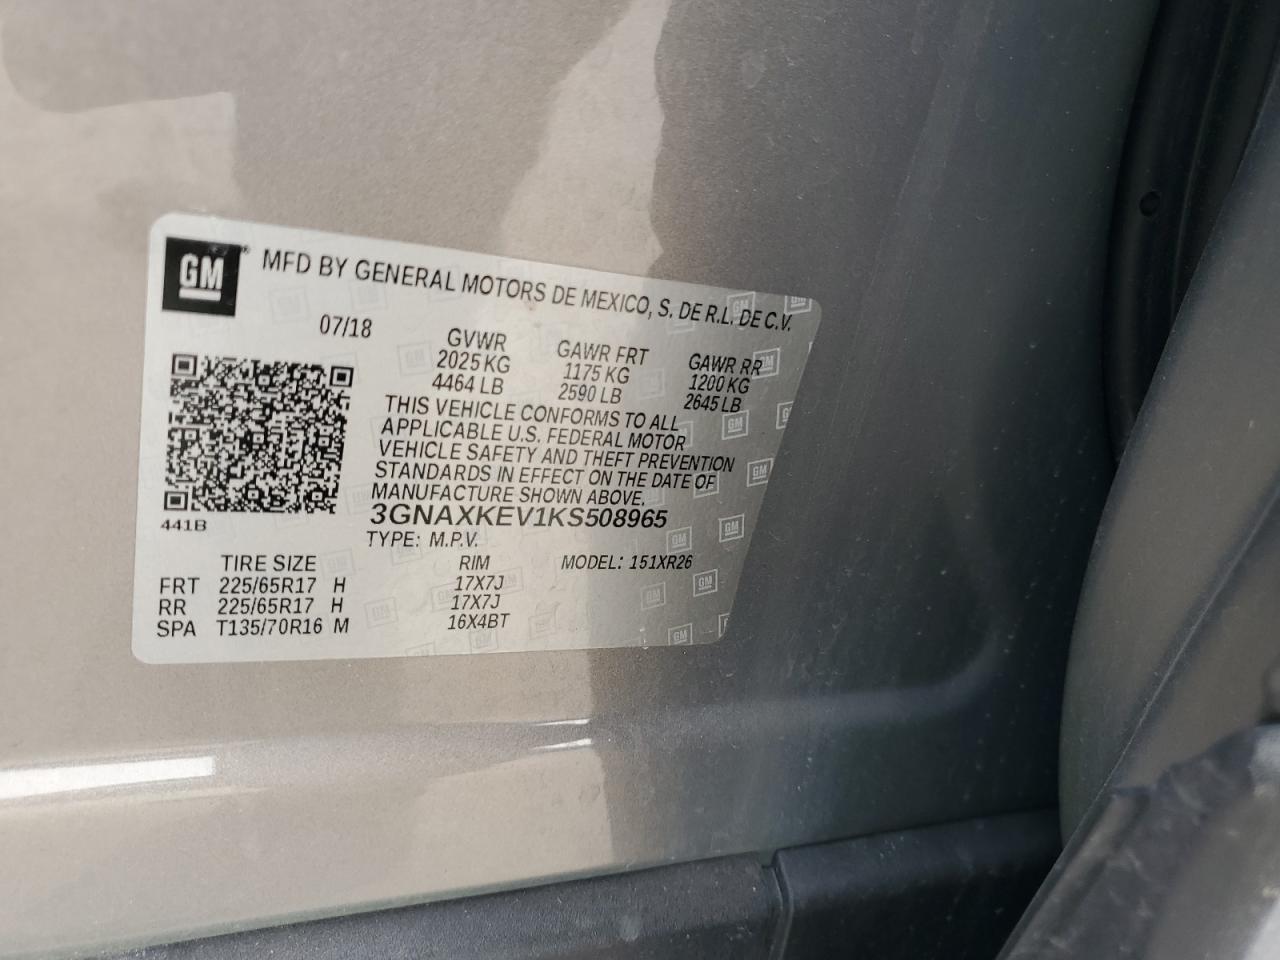 GM
MFD BY GENERAL MOTORS DE MEXICO, S. DE R.L. DE C.V.
07/18
GVWR GAWR FRT GAWR RR
2025 KG 1175 KG 1200 KG
4464 LB 2590 LB 2645 LB
THIS VEHICLE CONFORMS TO ALL
APPLICABLE U.S. FEDERAL MOTOR
VEHICLE SAFETY AND THEFT PREVENTION
STANDARDS IN EFFECT ON THE DATE OF
MANUFACTURE SHOWN ABOVE.
3GNAXKEV1KS508965
441B
TYPE: M.P.V.
TIRE SIZE RIM MODEL: 151XR26
FRT 225/65R17 H 17X7J
RR 225/65R17 H 17X7J
SPA T135/70R16 M 16X4BT